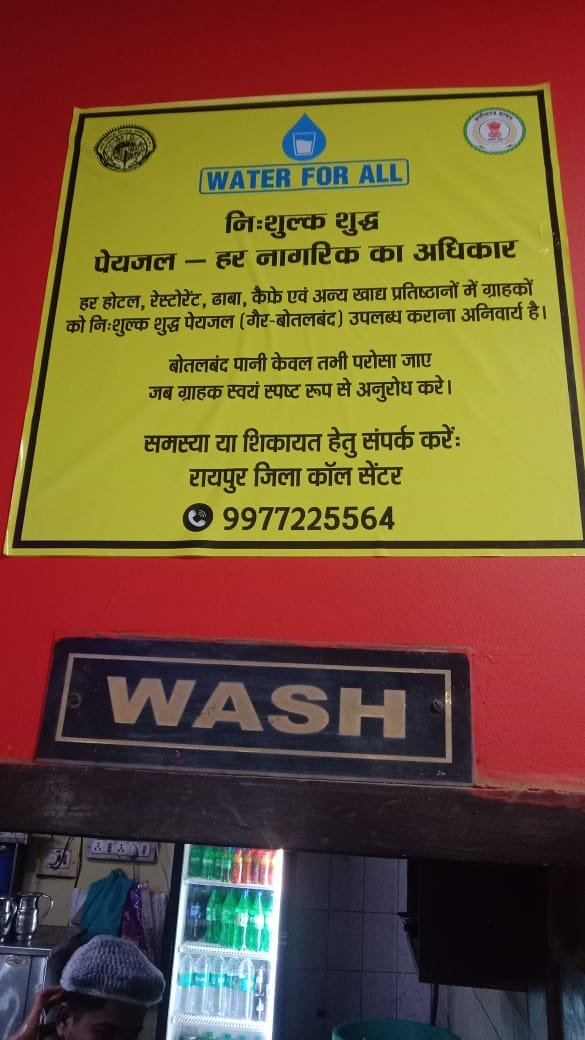 WATER FOR ALL
निःशुल्क शुद्ध
पेयजल – हर नागरिक का अधिकार
हर होटल, रेस्टोरेंट, ढाबा, कैफे एवं अन्य खाद्य प्रतिष्ठानों में ग्राहकों
को निःशुल्क शुद्ध पेयजल (गैर-बोतलबंद) उपलब्ध कराना अनिवार्य है।
बोतलबंद पानी केवल तभी परोसा जाए
जब ग्राहक स्वयं स्पष्ट रूप से अनुरोध करे।
समस्या या शिकायत हेतु संपर्क करें:
रायपुर जिला कॉल सेंटर
9977225564
WASH